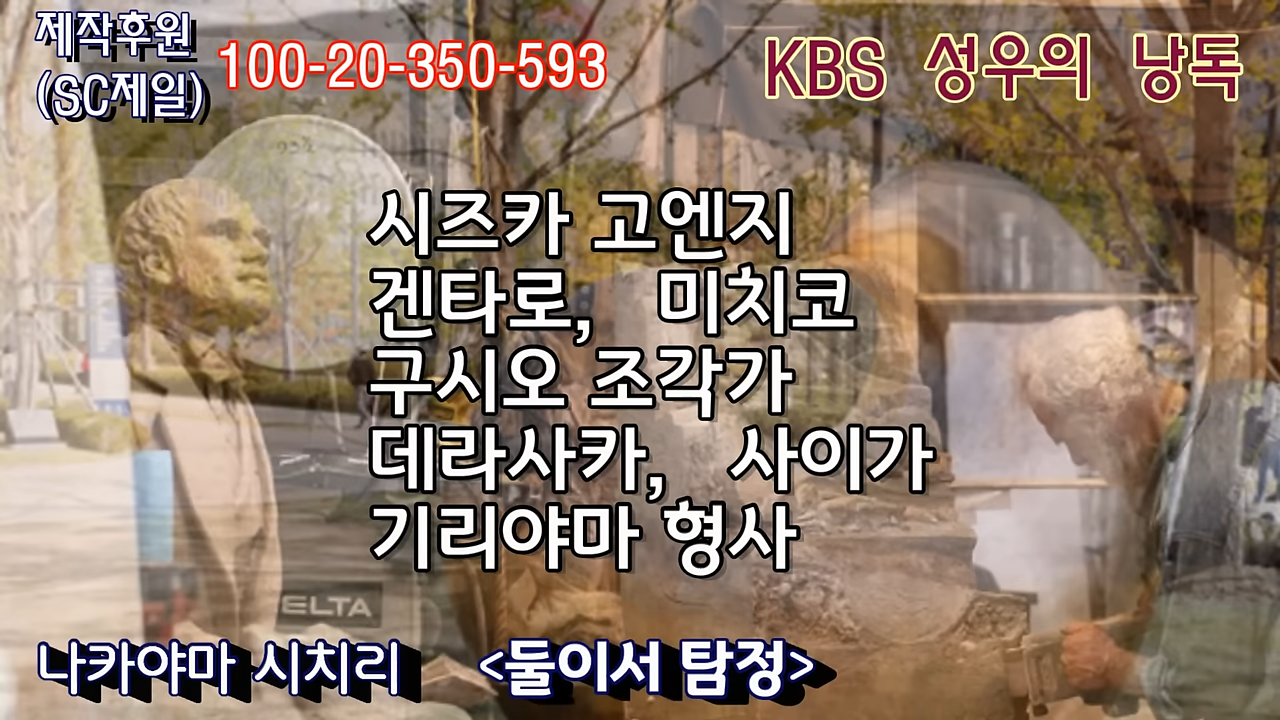 제작후원
(SC제일)
100-20-350-593
KBS 성우의 낭독
시즈카 고엔지
겐타로, 미치코
구시오 조각가
데라사카, 사이가
기리야마 형사
ELTA
나카야마 시치리 <둘이서 탐정>